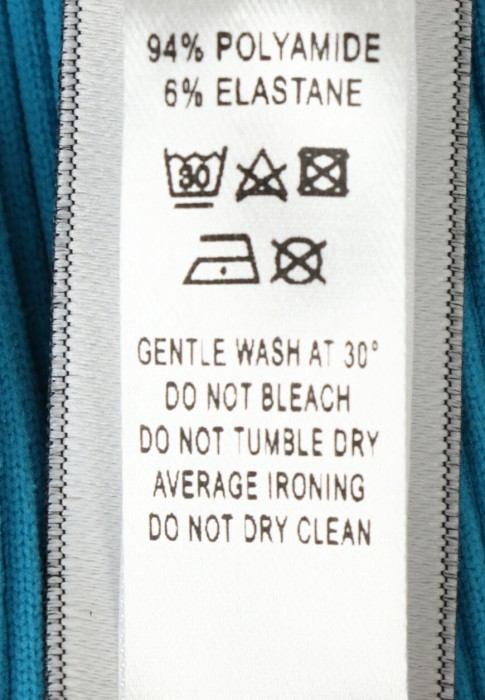 94% POLYAMIDE
6% ELASTANE
30
GENTLE WASH AT 30°
DO NOT BLEACH
DO NOT TUMBLE DRY
AVERAGE IRONING
DO NOT DRY CLEAN